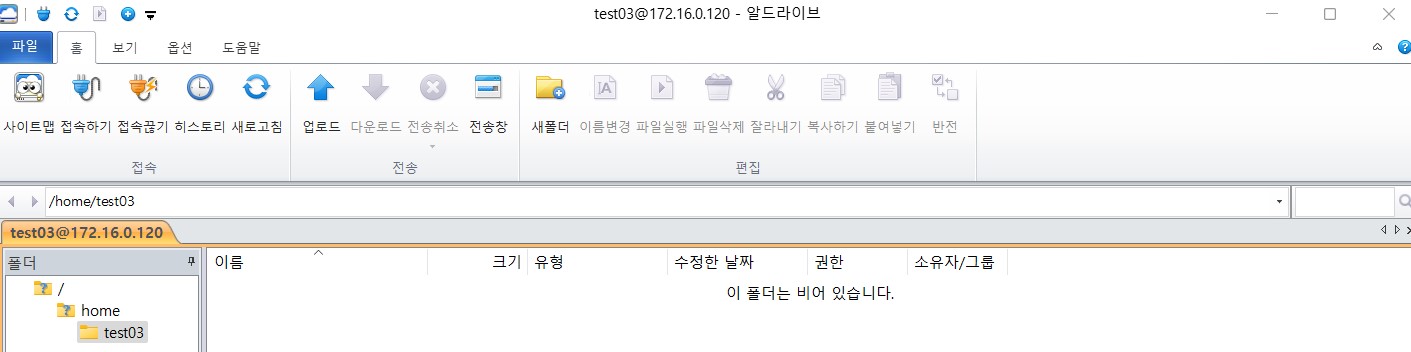 test03@172.16.0.120 - 알드라이브
파일 홈 보기 옵션 도움말
사이트맵 접속하기 접속끊기 히스토리 새로고침 업로드 다운로드 전송취소 전송창 새폴더 이름변경 파일실행 파일삭제 잘라내기 복사하기 붙여넣기 반전
접속 전송 편집
/home/test03
test03@172.16.0.120
폴더 이름 크기 유형 수정한 날짜 권한 소유자/그룹
/
이 폴더는 비어 있습니다.
home
test03